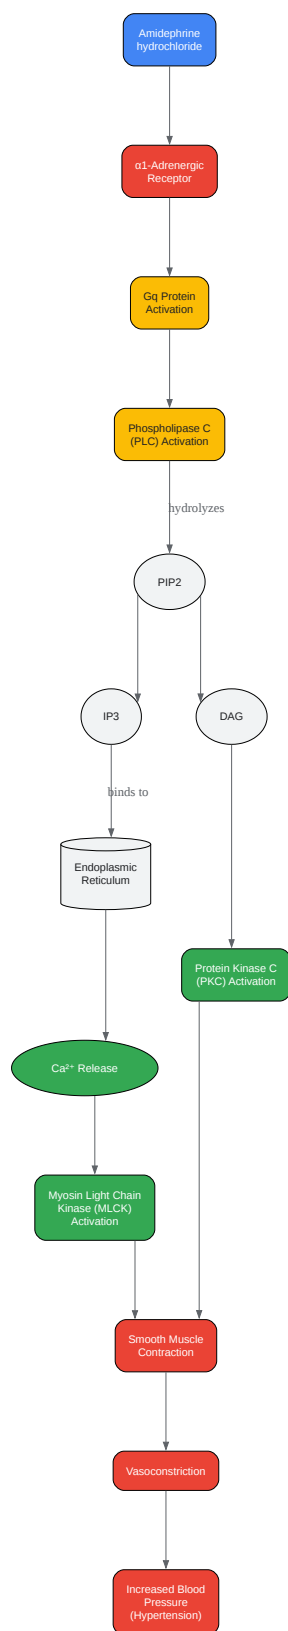 Amidephrine
hydrochloride
α1-Adrenergic
Receptor
Gq Protein
Activation
Phospholipase C
(PLC) Activation
hydrolyzes
PIP2
IP3
DAG
binds to
Endoplasmic
Reticulum
Protein Kinase C
(PKC) Activation
Ca²⁺ Release
Myosin Light Chain
Kinase (MLCK)
Activation
Smooth Muscle
Contraction
Vasoconstriction
Increased Blood
Pressure
(Hypertension)